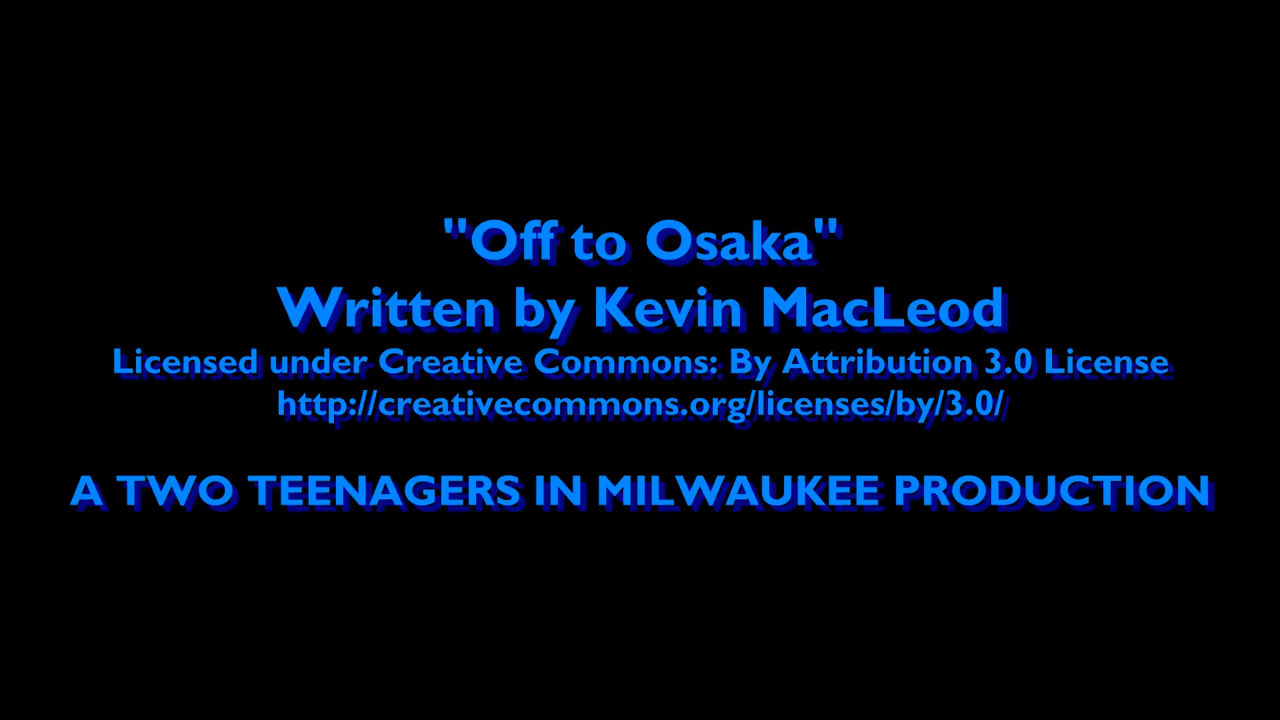 "Off to Osaka"
Written by Kevin MacLeod
Licensed under Creative Commons: By Attribution 3.0 License
http://creativecommons.org/licenses/by/3.0/
A TWO TEENAGERS IN MILWAUKEE PRODUCTION